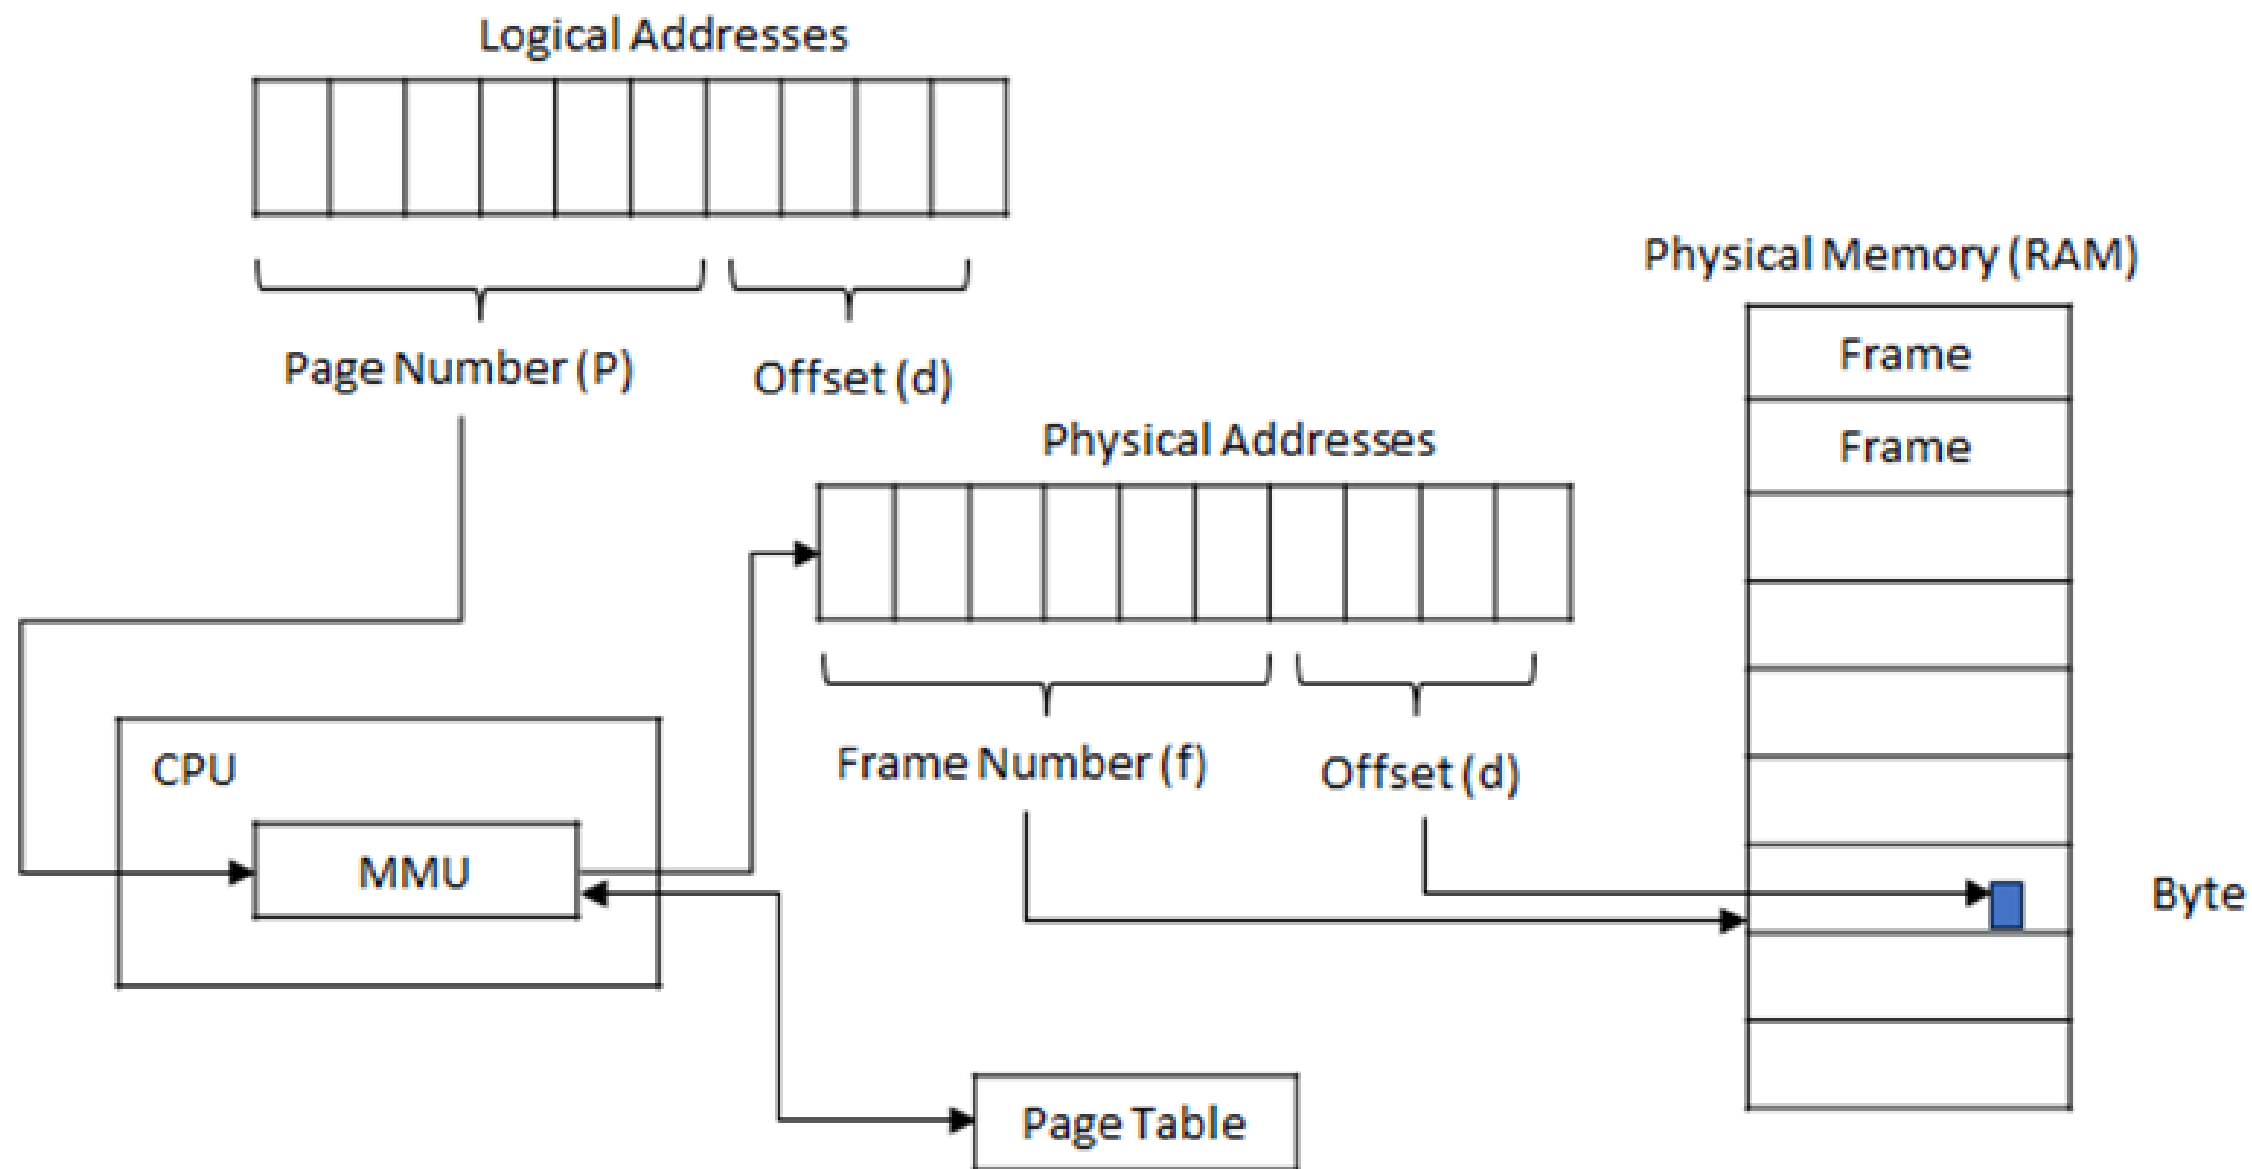 Logical Addresses
Page Number (P)
Offset (d)
Physical Memory (RAM)
Frame
Frame
Physical Addresses
Frame Number (f)
Offset (d)
CPU
MMU
Byte
Page Table